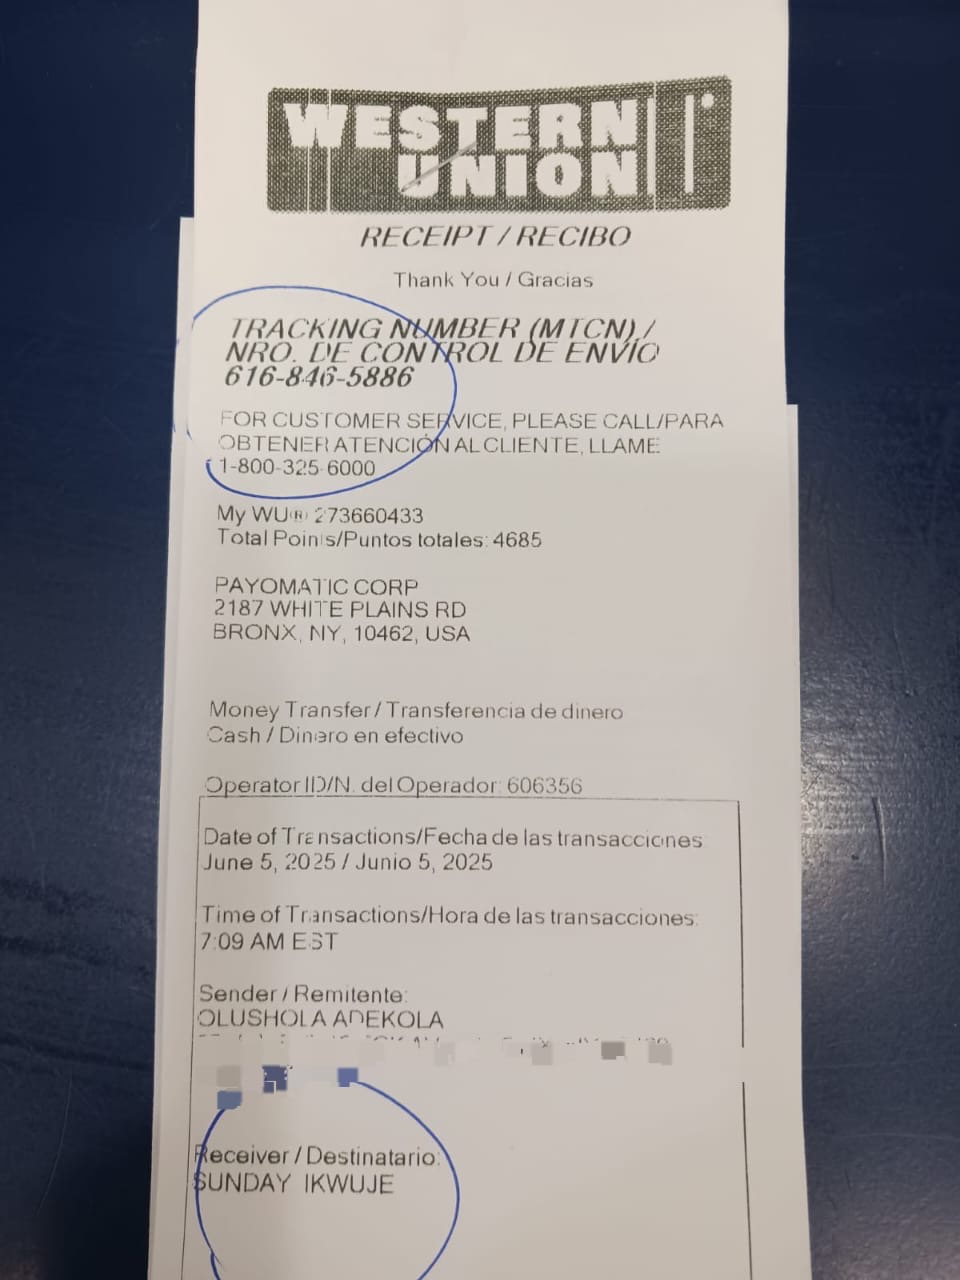 WESTERN
UNION
RECEIPT / RECIBO
Thank You / Gracias
TRACKING NUMBER (MTCN) /
NRO. DE CONTROL DE ENVÍO
616-846-5886
FOR CUSTOMER SERVICE, PLEASE CALL/PARA
OBTENER ATENCIÓN AL CLIENTE, LLAME:
1-800-325-6000
My WU® 273660433
Total Points/Puntos totales: 4685
PAYOMATIC CORP
2187 WHITE PLAINS RD
BRONX, NY, 10462, USA
Money Transfer / Transferencia de dinero
Cash / Dinero en efectivo
Operator ID/N. del Operador: 606356
Date of Transactions/Fecha de las transacciones:
June 5, 2025 / Junio 5, 2025
Time of Transactions/Hora de las transacciones:
7:09 AM EST
Sender / Remitente:
OLUSHOLA ADEKOLA
Receiver / Destinatario:
SUNDAY IKWUJE